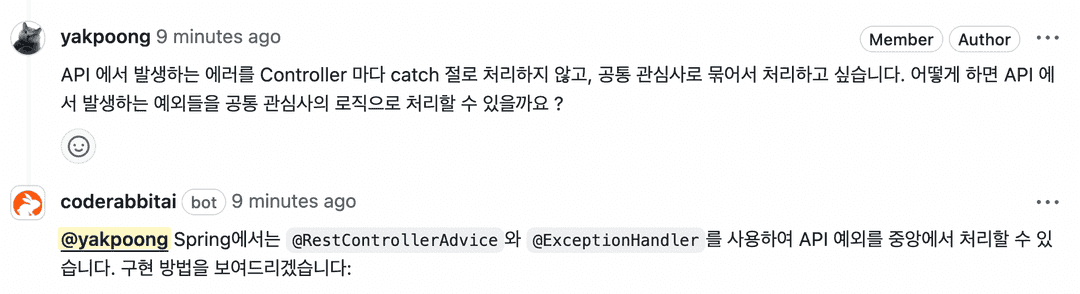 yakpoong 9 minutes ago Member Author
API 에서 발생하는 에러를 Controller 마다 catch 절로 처리하지 않고, 공통 관심사로 묶어서 처리하고 싶습니다. 어떻게 하면 API 에
서 발생하는 예외들을 공통 관심사의 로직으로 처리할 수 있을까요 ?
coderabbitai bot 9 minutes ago
@yakpoong Spring에서는 @RestControllerAdvice 와 @ExceptionHandler 를 사용하여 API 예외를 중앙에서 처리할 수 있
습니다. 구현 방법을 보여드리겠습니다: